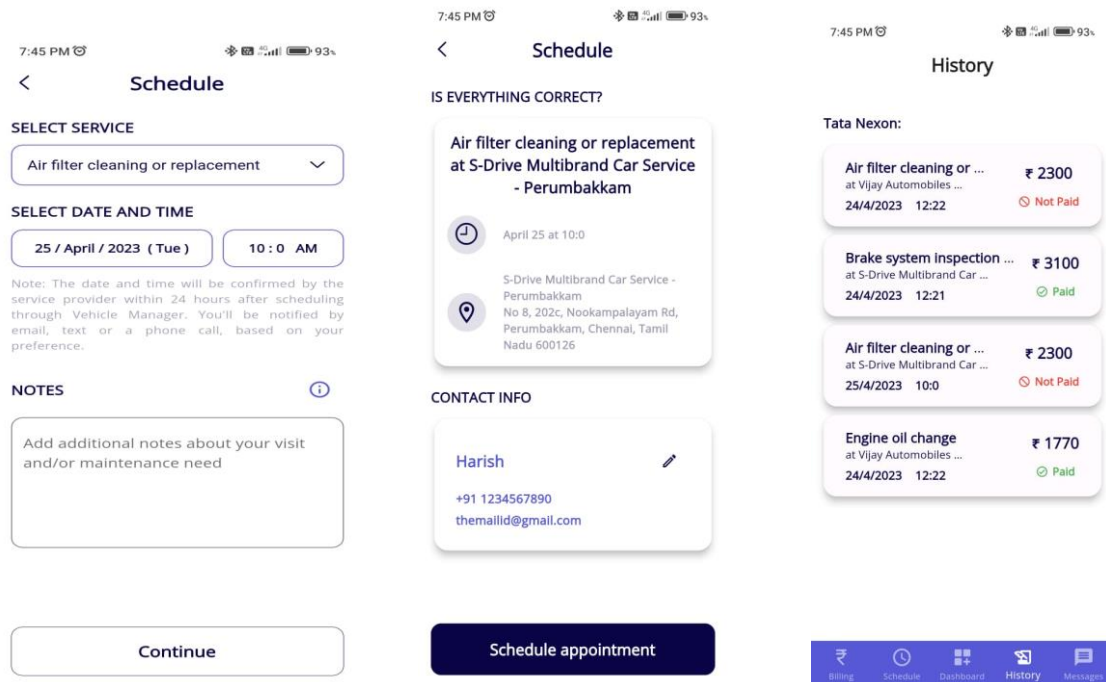 7:45 PM
4G
93%
Schedule
SELECT SERVICE
Air filter cleaning or replacement
SELECT DATE AND TIME
25 / April / 2023 ( Tue )
10 : 0 AM
Note: The date and time will be confirmed by the
service provider within 24 hours after scheduling
through Vehicle Manager. You'll be notified by
email, text or a phone call, based on your
preference.
NOTES
Add additional notes about your visit
and/or maintenance need
Continue
7:45 PM
4G
93%
Schedule
IS EVERYTHING CORRECT?
Air filter cleaning or replacement
at S-Drive Multibrand Car Service
- Perumbakkam
April 25 at 10:0
S-Drive Multibrand Car Service -
Perumbakkam
No 8, 202c, Nookampalayam Rd,
Perumbakkam, Chennai, Tamil
Nadu 600126
CONTACT INFO
Harish
+91 1234567890
themailid@gmail.com
Schedule appointment
7:45 PM
4G
93%
History
Tata Nexon:
Air filter cleaning or ...
₹ 2300
at Vijay Automobiles ...
24/4/2023 12:22
Not Paid
Brake system inspection ...
₹ 3100
at S-Drive Multibrand Car ...
24/4/2023 12:21
Paid
Air filter cleaning or ...
₹ 2300
at S-Drive Multibrand Car ...
25/4/2023 10:0
Not Paid
Engine oil change
₹ 1770
at Vijay Automobiles ...
24/4/2023 12:22
Paid
Billing
Schedule
Dashboard
History
Messages